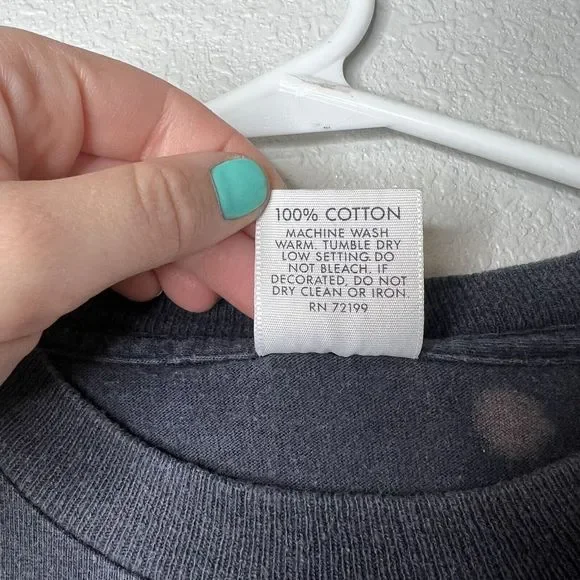 100% COTTON
MACHINE WASH
WARM. TUMBLE DRY
LOW SETTING. DO
NOT BLEACH. IF
DECORATED, DO NOT
DRY CLEAN OR IRON.
RN 72199